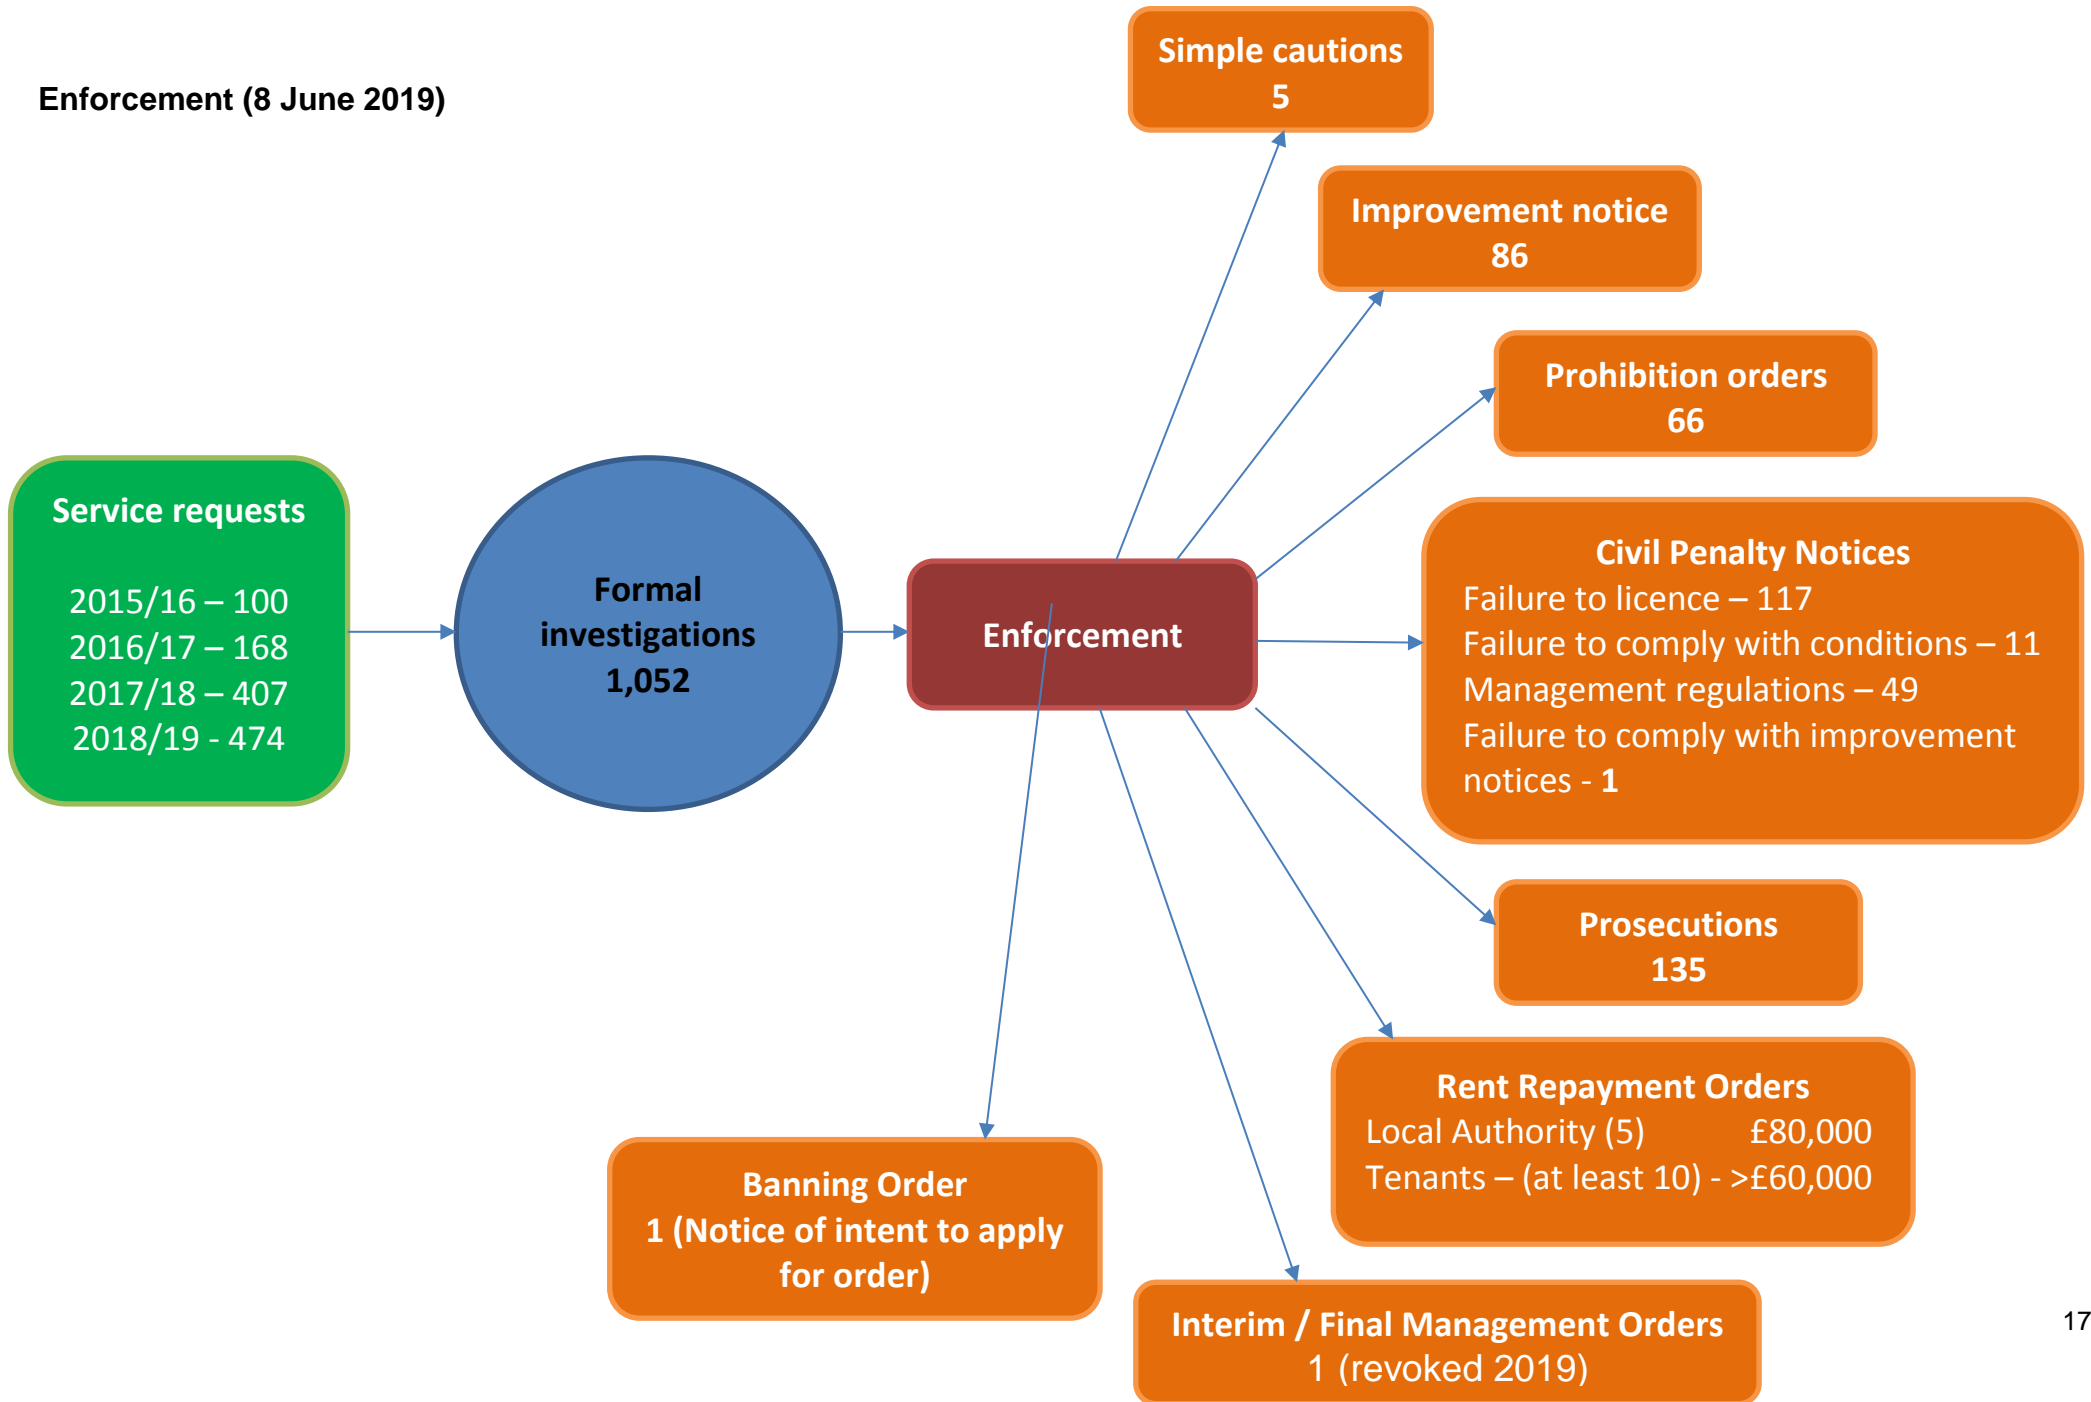 Enforcement (8 June 2019)
Simple cautions
5
Improvement notice
86
Prohibition orders
66
Service requests
2015/16 – 100
2016/17 – 168
2017/18 – 407
2018/19 - 474
Formal
investigations
1,052
Enforcement
Civil Penalty Notices
Failure to licence – 117
Failure to comply with conditions – 11
Management regulations – 49
Failure to comply with improvement
notices - 1
Prosecutions
135
Rent Repayment Orders
Local Authority (5) £80,000
Tenants – (at least 10) - >£60,000
Banning Order
1 (Notice of intent to apply
for order)
Interim / Final Management Orders
1 (revoked 2019)
17